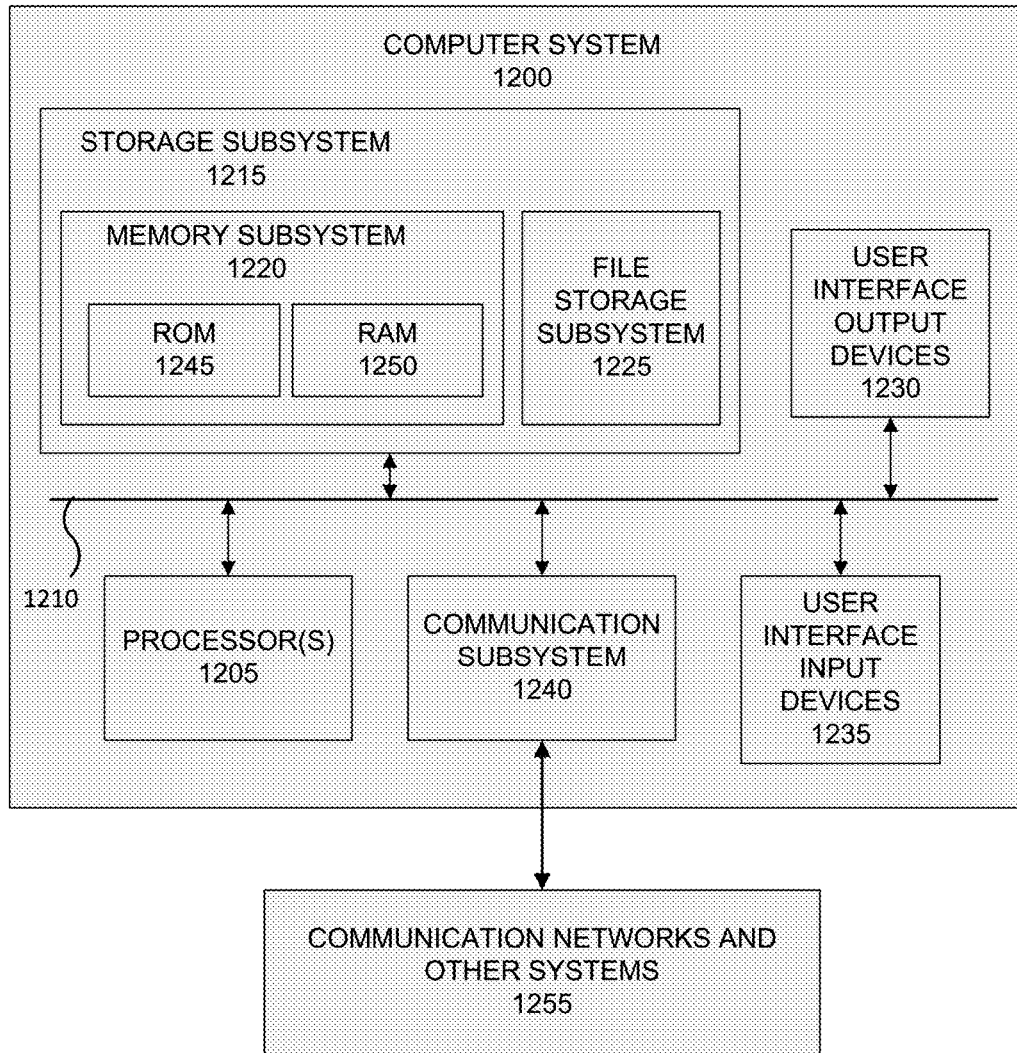 COMPUTER SYSTEM
1200
STORAGE SUBSYSTEM
1215
MEMORY SUBSYSTEM
1220
ROM
1245
RAM
1250
FILE
STORAGE
SUBSYSTEM
1225
USER
INTERFACE
OUTPUT
DEVICES
1230
1210
PROCESSOR(S)
1205
COMMUNICATION
SUBSYSTEM
1240
USER
INTERFACE
INPUT
DEVICES
1235
COMMUNICATION NETWORKS AND
OTHER SYSTEMS
1255